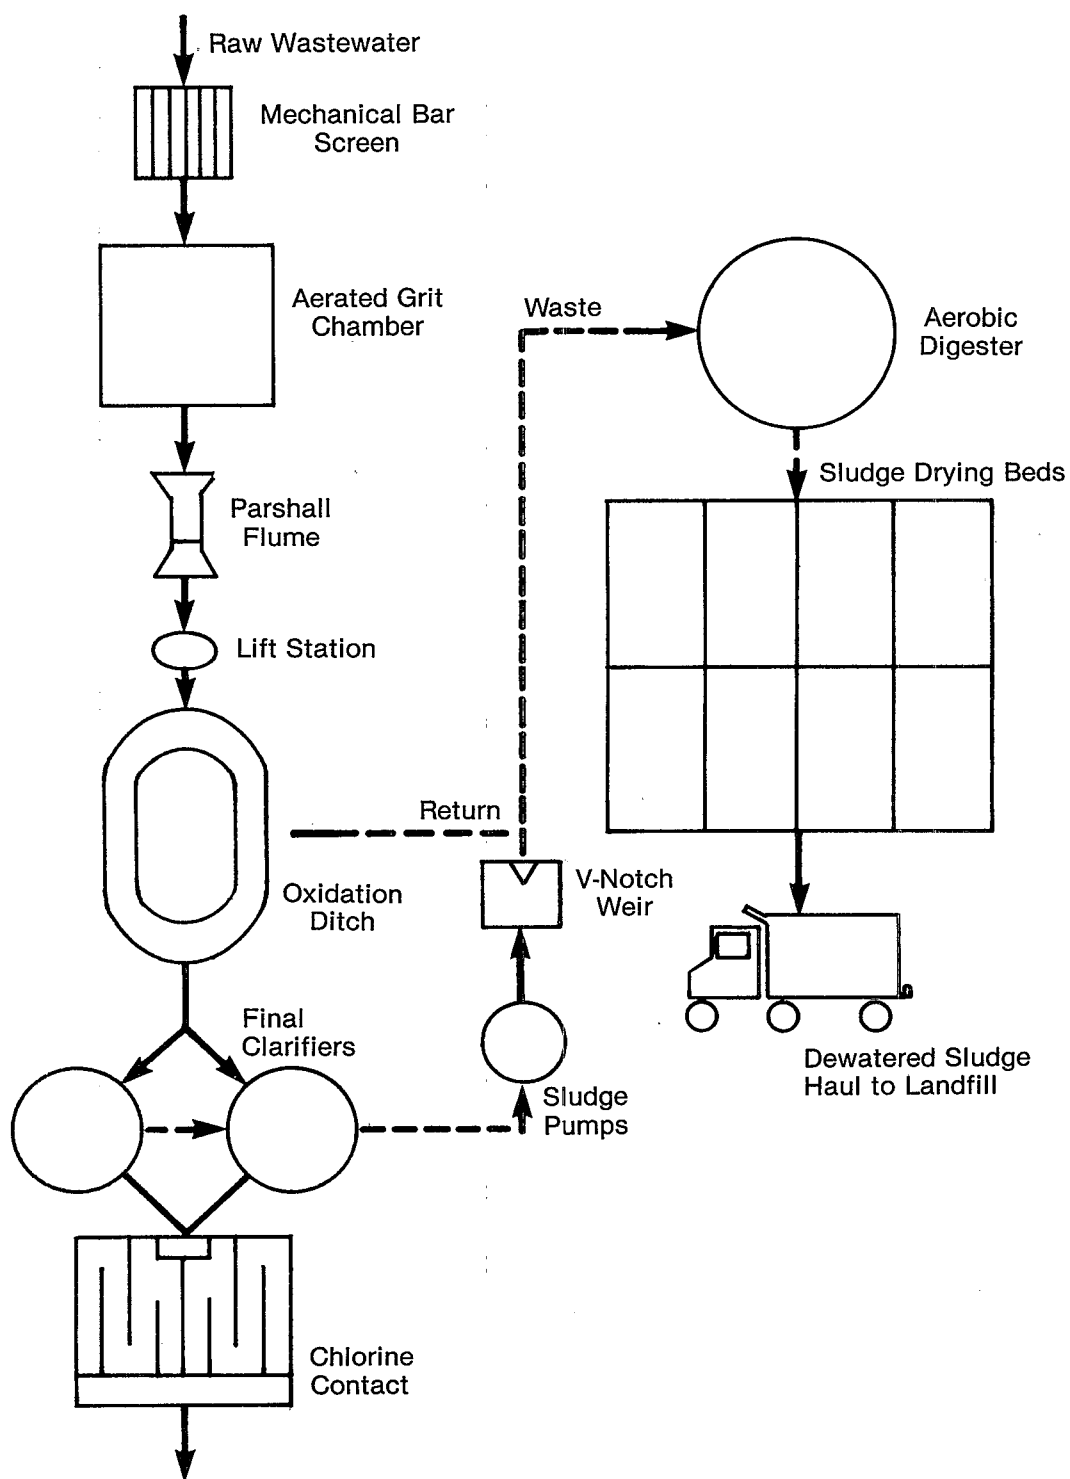 Raw Wastewater
Mechanical Bar
Screen
Aerated Grit
Chamber
Waste
Aerobic
Digester
Sludge Drying Beds
Parshall
Flume
Lift Station
Return
V-Notch
Weir
Oxidation
Ditch
Final
Clarifiers
Dewatered Sludge
Haul to Landfill
Sludge
Pumps
Chlorine
Contact